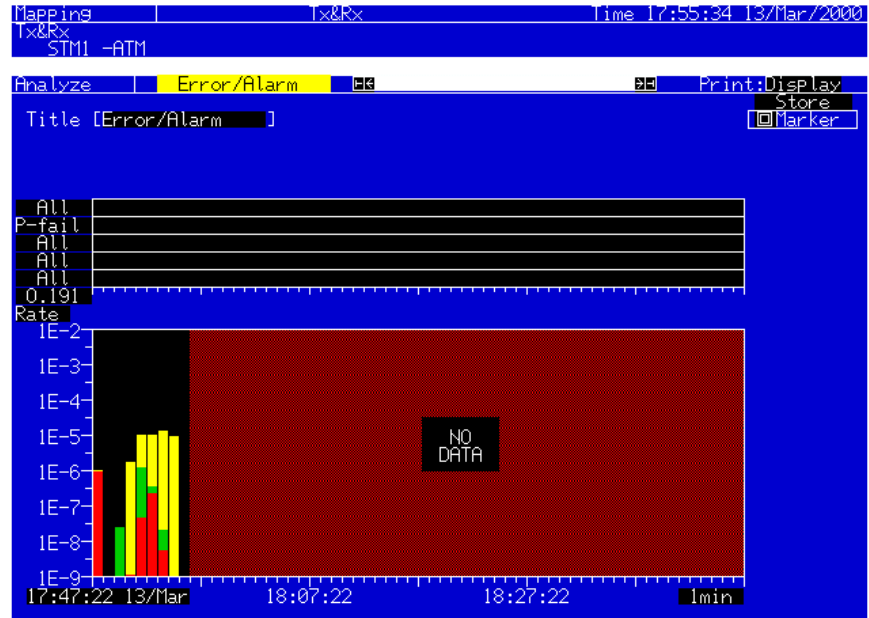 Mapping Tx&Rx Time 17:55:34 13/Mar/2000
Tx&Rx
STM1 -ATM
Analyze Error/Alarm Print:Display
Store
Title [Error/Alarm ] Marker
All
P-fail
All
All
All
0.191
Rate
1E-2
1E-3
1E-4
1E-5
NO
DATA
1E-6
1E-7
1E-8
1E-9
17:47:22 13/Mar 18:07:22 18:27:22 1min